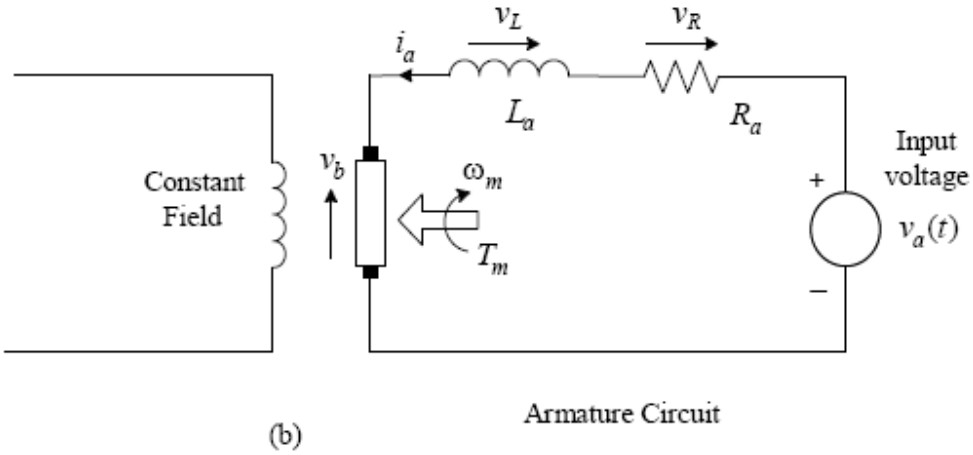 v_L
v_R
i_a
L_a
R_a
Input
voltage
v_a(t)
+
−
Constant
Field
v_b
ω_m
T_m
Armature Circuit
(b)